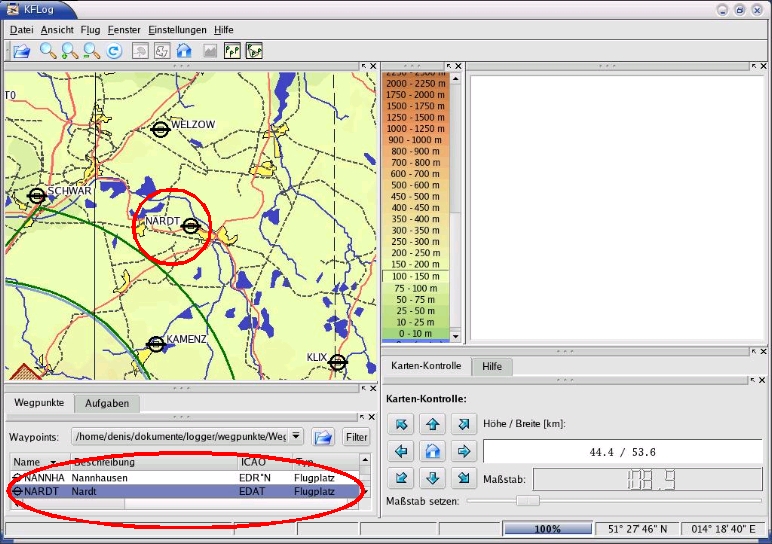 KFLog
Datei Ansicht Flug Fenster Einstellungen Hilfe
WELZOW
SCHWAR
NARDT
KAMENZ
KLIX
2000 - 2250 m
1750 - 2000 m
1500 - 1750 m
1250 - 1500 m
1000 - 1250 m
900 - 1000 m
800 - 900 m
700 - 800 m
600 - 700 m
500 - 600 m
450 - 500 m
400 - 450 m
350 - 400 m
300 - 350 m
250 - 300 m
200 - 250 m
150 - 200 m
100 - 150 m
75 - 100 m
50 - 75 m
25 - 50 m
10 - 25 m
0 - 10 m
Karten-Kontrolle Hilfe
Karten-Kontrolle:
Höhe / Breite [km]:
44.4 / 53.6
Maßstab: 108.9
Maßstab setzen:
Wegpunkte Aufgaben
Waypoints: /home/denis/dokumente/logger/wegpunkte/Weg Filter
Name Beschreibung ICAO Typ
NANNHA Nannhausen EDR"N Flugplatz
NARDT Nardt EDAT Flugplatz
100% 51° 27' 46" N 014° 18' 40" E